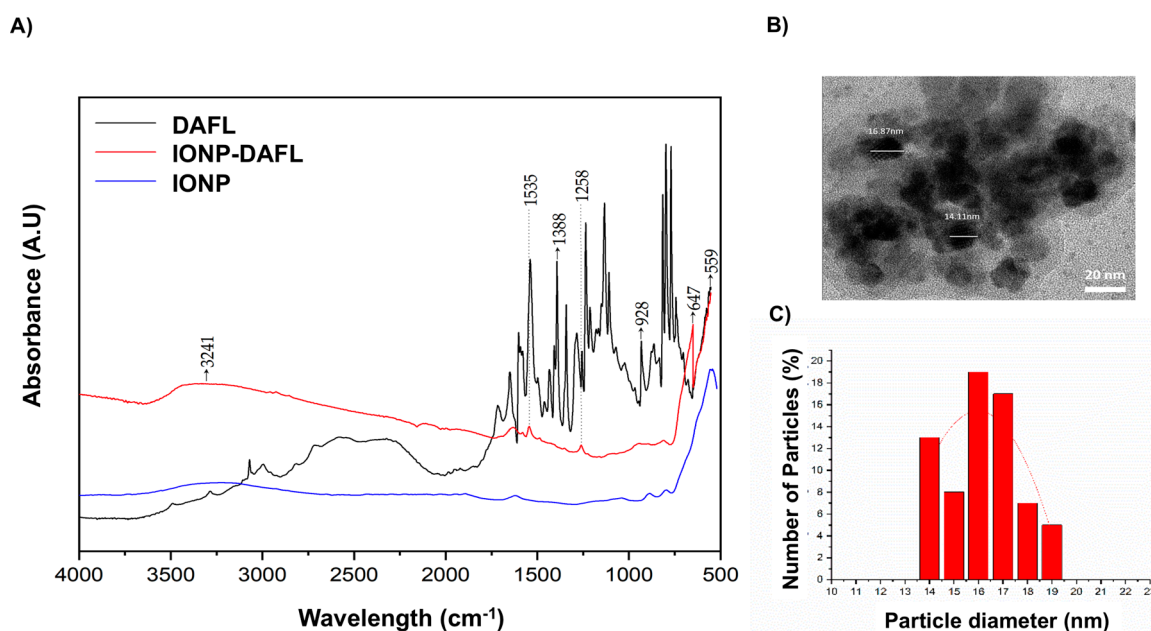 A)
B)
DAFL
IONP-DAFL
IONP
Absorbance (A.U)
3241
1535
1388
1258
928
647
559
4000 3500 3000 2500 2000 1500 1000 500
Wavelength (cm⁻¹)
16.87nm
14.11nm
20 nm
C)
Number of Particles (%)
20
18
16
14
12
10
8
6
4
2
0
10 11 12 13 14 15 16 17 18 19 20 21 22 23
Particle diameter (nm)